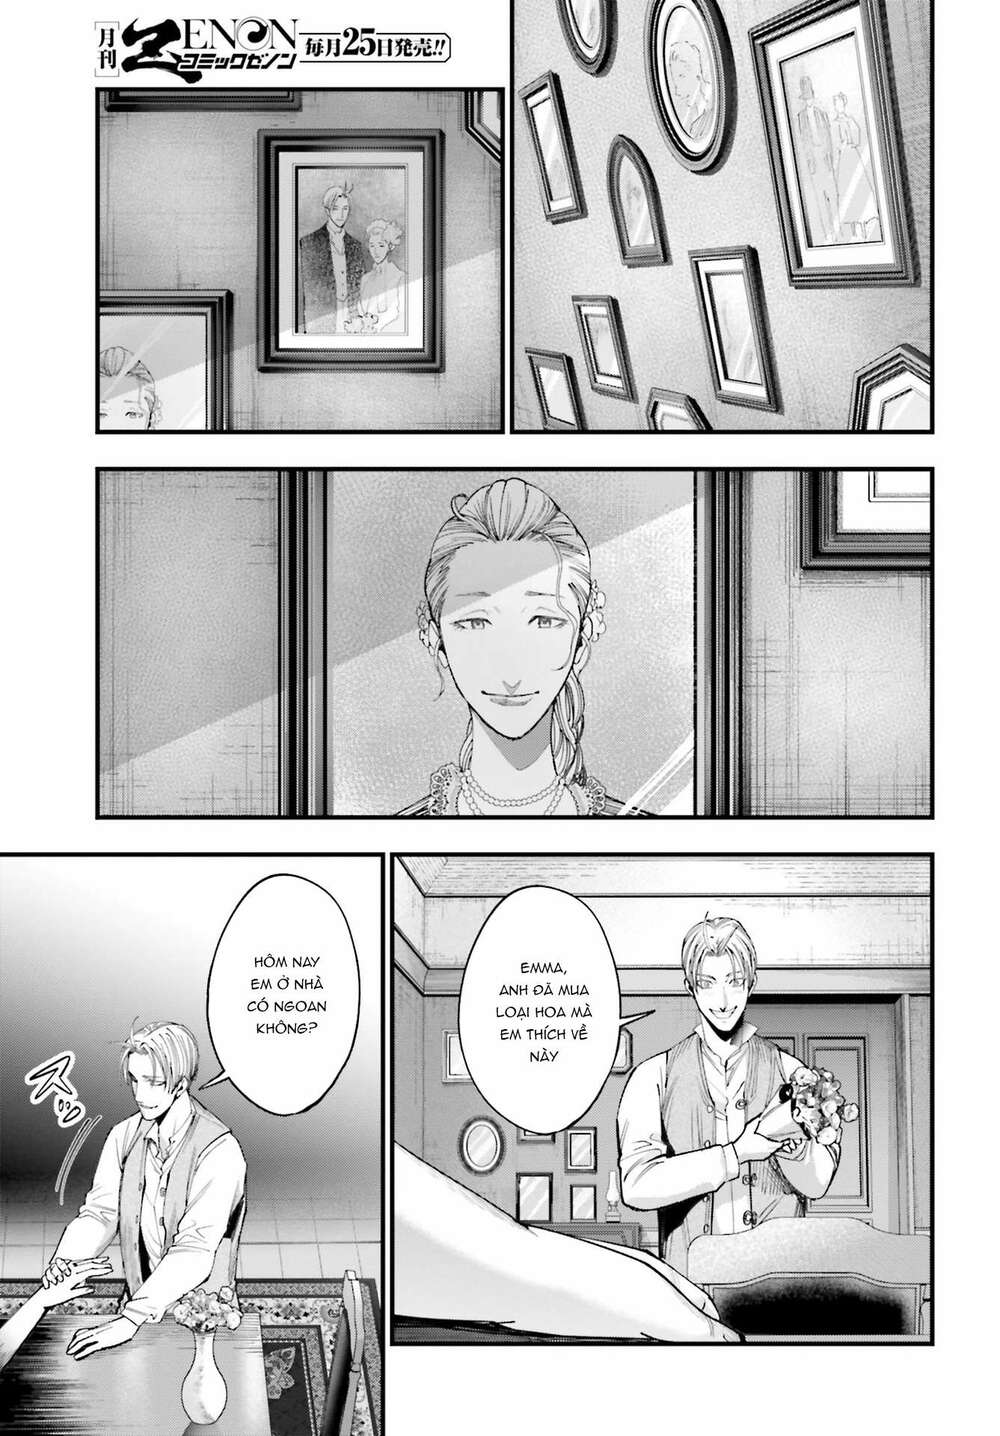 月刊
ZENON
コミックゼノン
毎月25日発売!!
EMMA,
ANH ĐÃ MUA
LOẠI HOA MÀ
EM THÍCH VỀ
NÀY
HÔM NAY
EM Ở NHÀ
CÓ NGOAN
KHÔNG?
スッ